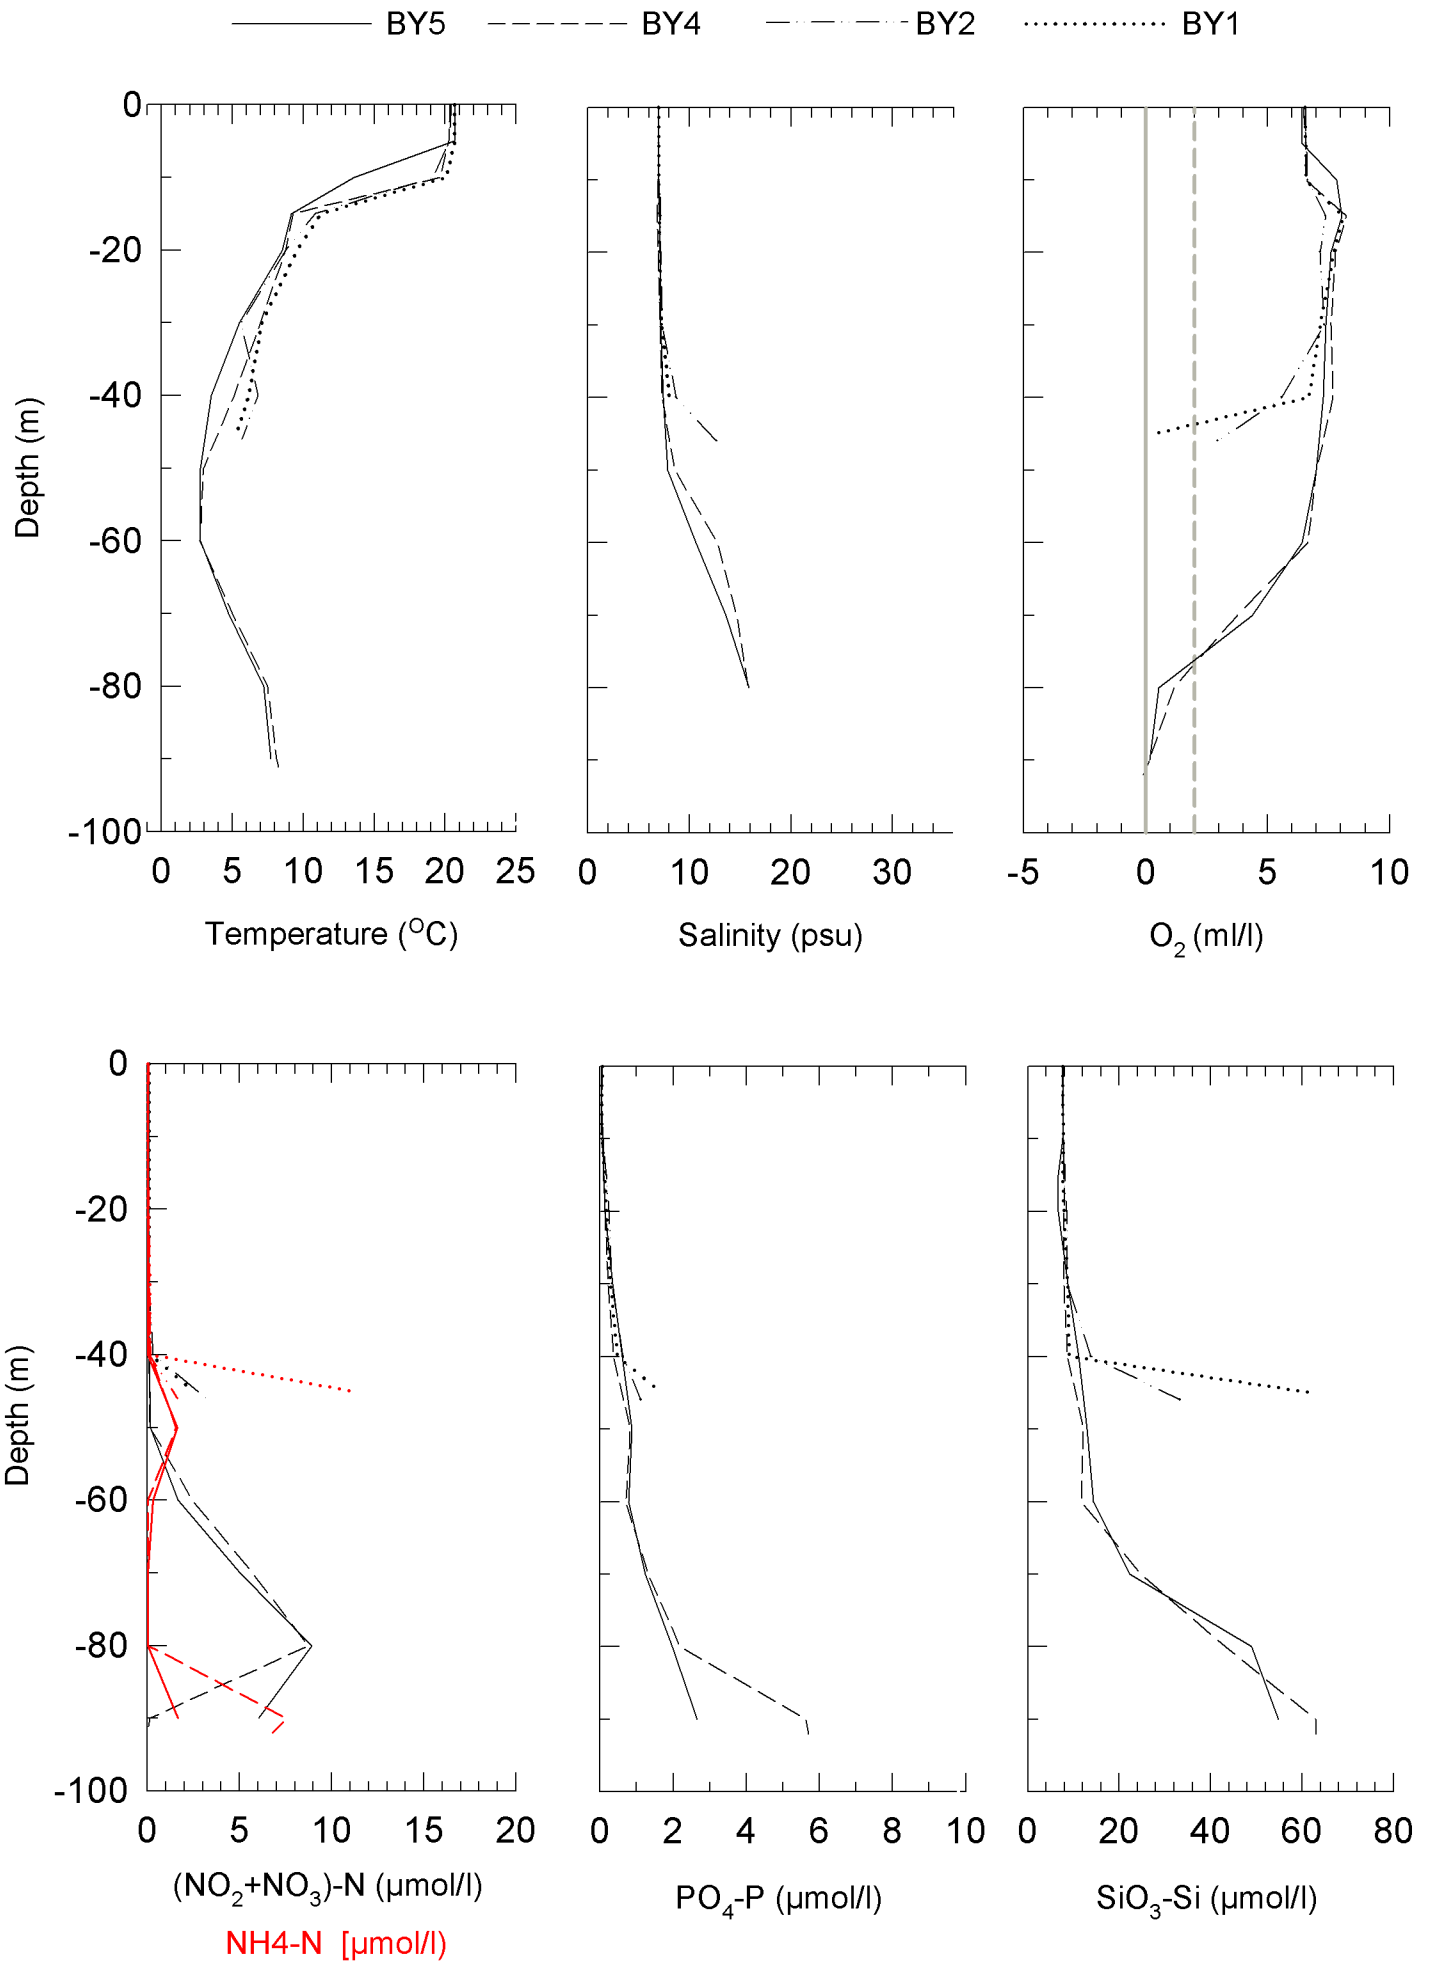 BY5 BY4 BY2 BY1
0
-20
-40
-60
-80
-100
Depth (m)
0 5 10 15 20 25
Temperature (°C)
0 10 20 30
Salinity (psu)
-5 0 5 10
O₂ (ml/l)
0
-20
-40
-60
-80
-100
Depth (m)
0 5 10 15 20
(NO₂+NO₃)-N (µmol/l)
NH4-N [µmol/l)
0 2 4 6 8 10
PO₄-P (µmol/l)
0 20 40 60 80
SiO₃-Si (µmol/l)